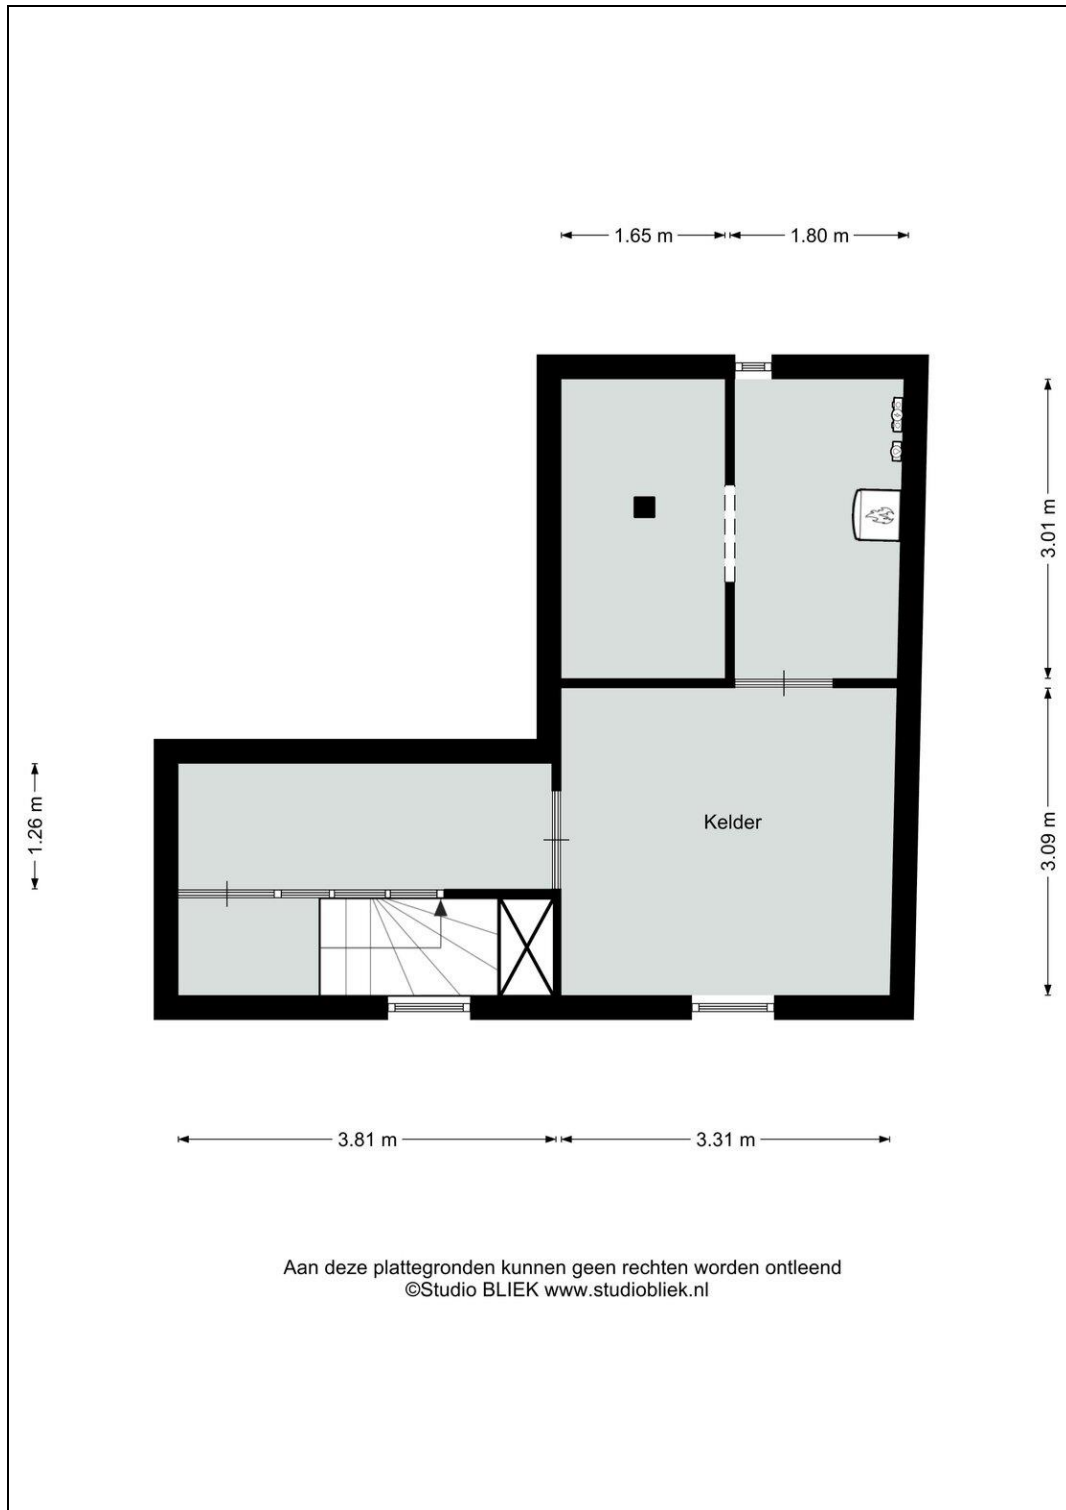 1.65 m
1.80 m
3.01 m
1.26 m
Kelder
3.09 m
3.81 m
3.31 m
Aan deze plattegronden kunnen geen rechten worden ontleend
©Studio BLIEK www.studiobliek.nl